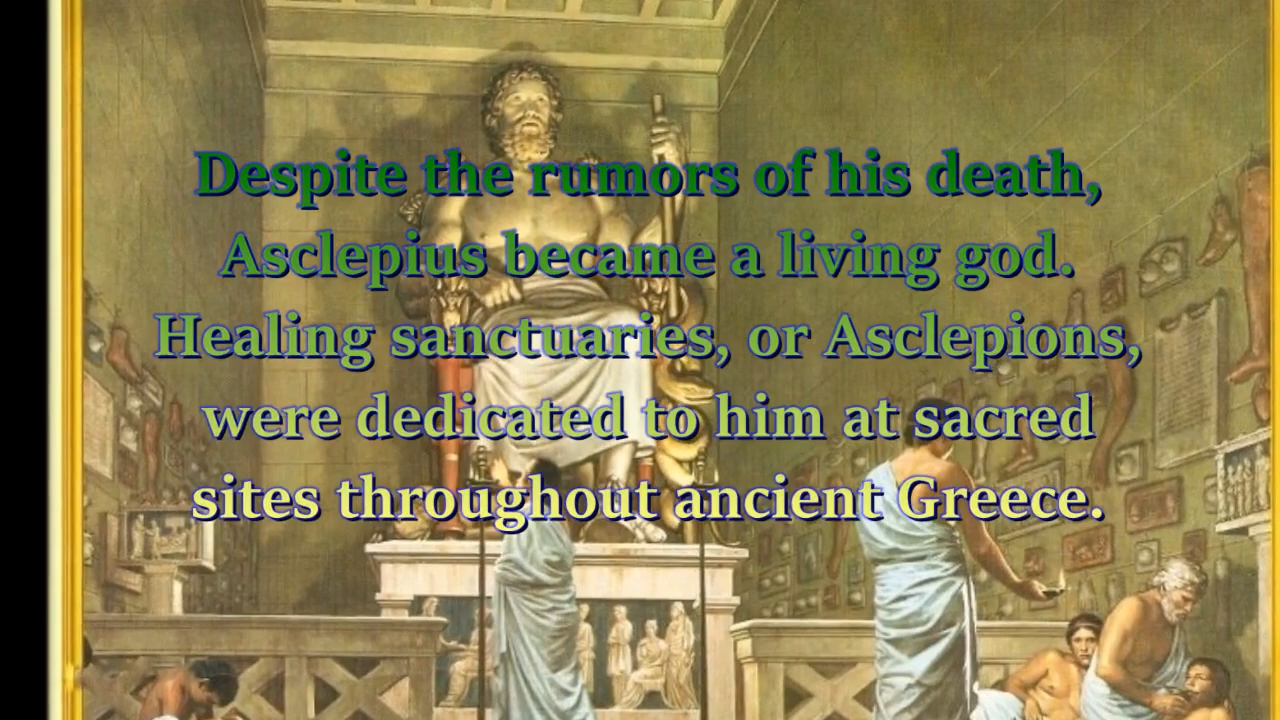 Despite the rumors of his death,
Asclepius became a living god.
Healing sanctuaries, or Asclepions,
were dedicated to him at sacred
sites throughout ancient Greece.